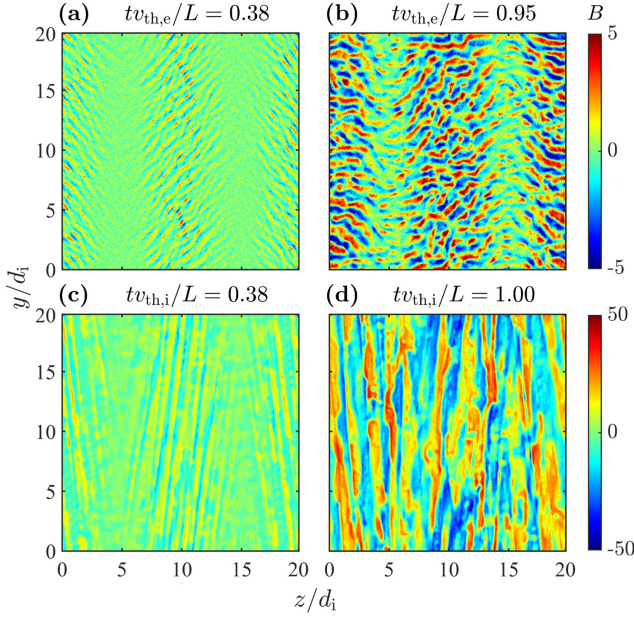 (a) tv_th,e/L = 0.38
(b) tv_th,e/L = 0.95
B
20
15
10
5
0
5
0
-5
y/d_i
(c) tv_th,i/L = 0.38
(d) tv_th,i/L = 1.00
20
15
10
5
0
50
0
-50
0 5 10 15 20
0 5 10 15 20
z/d_i